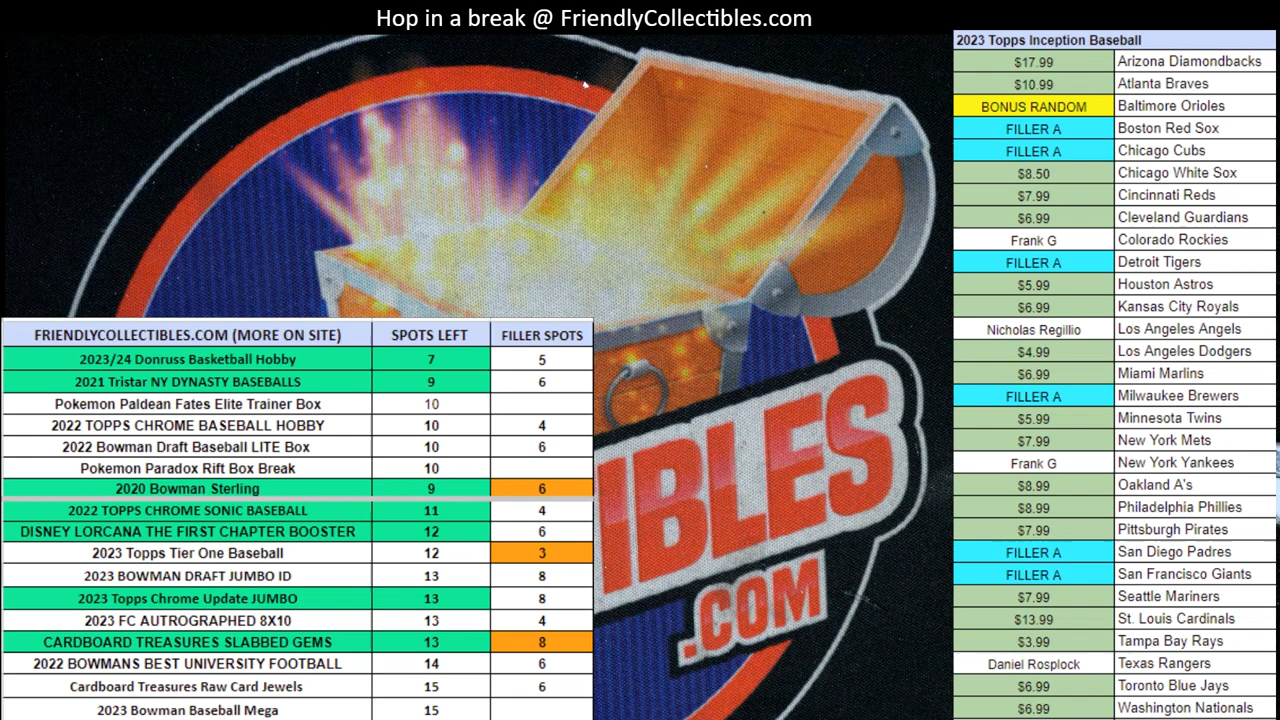 Hop in a break @ FriendlyCollectibles.com
IBLES
.COM
FRIENDLYCOLLECTIBLES.COM (MORE ON SITE) SPOTS LEFT FILLER SPOTS
2023/24 Donruss Basketball Hobby 7 5
2021 Tristar NY DYNASTY BASEBALLS 9 6
Pokemon Paldean Fates Elite Trainer Box 10
2022 TOPPS CHROME BASEBALL HOBBY 10 4
2022 Bowman Draft Baseball LITE Box 10 6
Pokemon Paradox Rift Box Break 10
2020 Bowman Sterling 9 6
2022 TOPPS CHROME SONIC BASEBALL 11 4
DISNEY LORCANA THE FIRST CHAPTER BOOSTER 12 6
2023 Topps Tier One Baseball 12 3
2023 BOWMAN DRAFT JUMBO ID 13 8
2023 Topps Chrome Update JUMBO 13 8
2023 FC AUTROGRAPHED 8X10 13 4
CARDBOARD TREASURES SLABBED GEMS 13 8
2022 BOWMANS BEST UNIVERSITY FOOTBALL 14 6
Cardboard Treasures Raw Card Jewels 15 6
2023 Bowman Baseball Mega 15
2023 Topps Inception Baseball
$17.99 Arizona Diamondbacks
$10.99 Atlanta Braves
BONUS RANDOM Baltimore Orioles
FILLER A Boston Red Sox
FILLER A Chicago Cubs
$8.50 Chicago White Sox
$7.99 Cincinnati Reds
$6.99 Cleveland Guardians
Frank G Colorado Rockies
FILLER A Detroit Tigers
$5.99 Houston Astros
$6.99 Kansas City Royals
Nicholas Regillio Los Angeles Angels
$4.99 Los Angeles Dodgers
$6.99 Miami Marlins
FILLER A Milwaukee Brewers
$5.99 Minnesota Twins
$7.99 New York Mets
Frank G New York Yankees
$8.99 Oakland A's
$8.99 Philadelphia Phillies
$7.99 Pittsburgh Pirates
FILLER A San Diego Padres
FILLER A San Francisco Giants
$7.99 Seattle Mariners
$13.99 St. Louis Cardinals
$3.99 Tampa Bay Rays
Daniel Rosplock Texas Rangers
$6.99 Toronto Blue Jays
$6.99 Washington Nationals